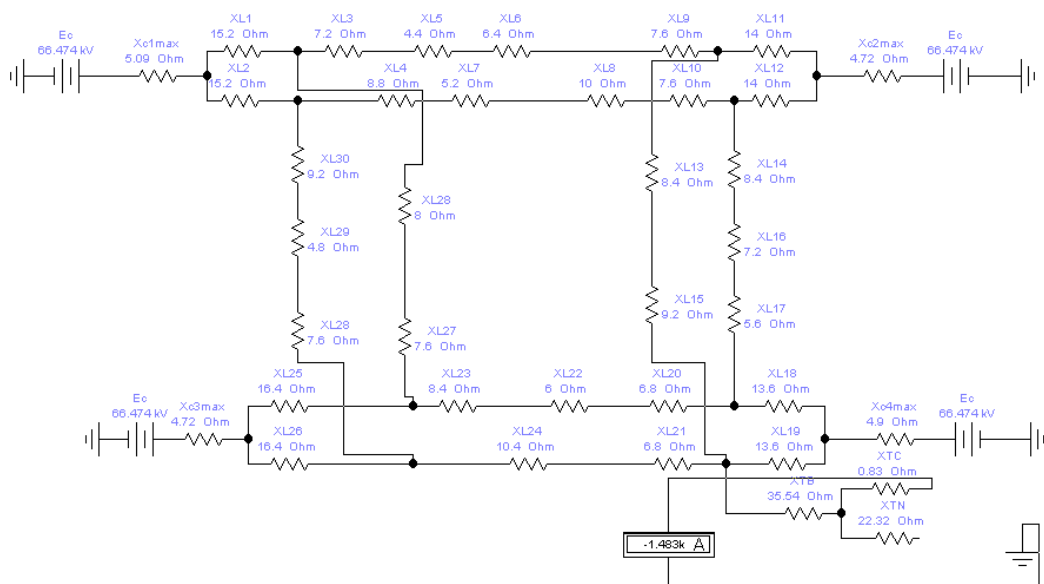 XL1
15.2 Ohm
XL3
7.2 Ohm
XL5
4.4 Ohm
XL6
6.4 Ohm
XL9
7.6 Ohm
XL11
14 Ohm
Ec
66.474 kV
Xc1max
5.09 Ohm
Xc2max
4.72 Ohm
Ec
66.474 kV
XL2
15.2 Ohm
XL4
8.8 Ohm
XL7
5.2 Ohm
XL8
10 Ohm
XL10
7.6 Ohm
XL12
14 Ohm
XL30
9.2 Ohm
XL28
8 Ohm
XL13
8.4 Ohm
XL14
8.4 Ohm
XL29
4.8 Ohm
XL16
7.2 Ohm
XL28
7.6 Ohm
XL27
7.6 Ohm
XL15
9.2 Ohm
XL17
5.6 Ohm
XL25
16.4 Ohm
XL23
8.4 Ohm
XL22
6 Ohm
XL20
6.8 Ohm
XL18
13.6 Ohm
Ec
66.474 kV
Xc3max
4.72 Ohm
Xc4max
4.9 Ohm
Ec
66.474 kV
XL26
16.4 Ohm
XL24
10.4 Ohm
XL21
6.8 Ohm
XL19
13.6 Ohm
XTC
0.83 Ohm
XTB
35.54 Ohm
XTN
22.32 Ohm
-1.483k A